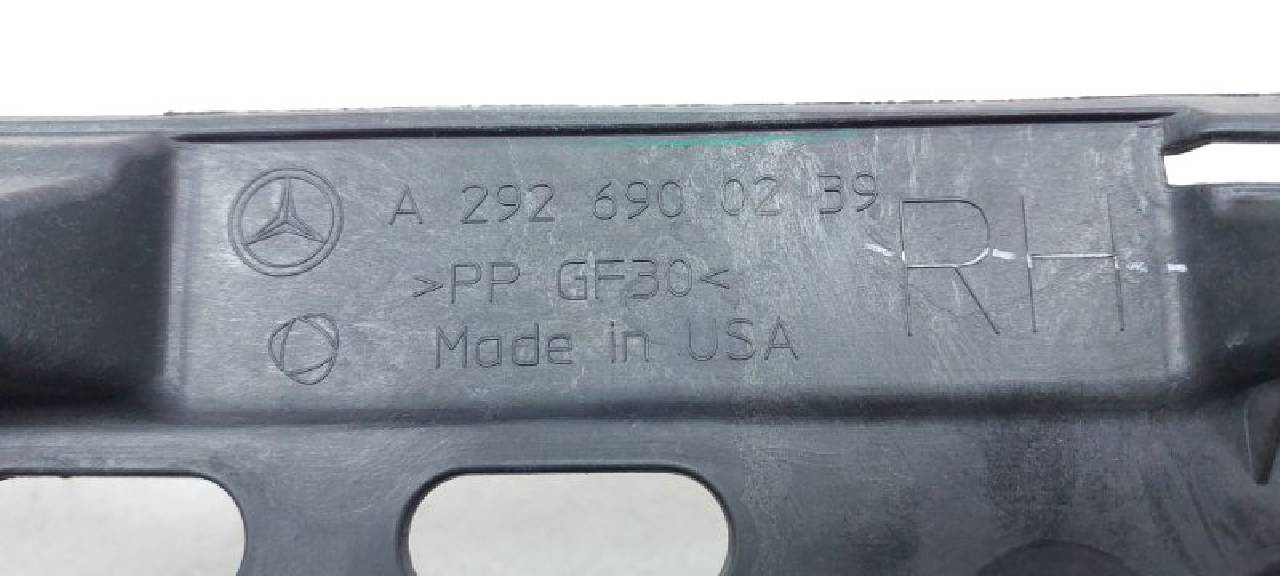 A 292 690 02 39
RH
>PP GF30<
Made in USA